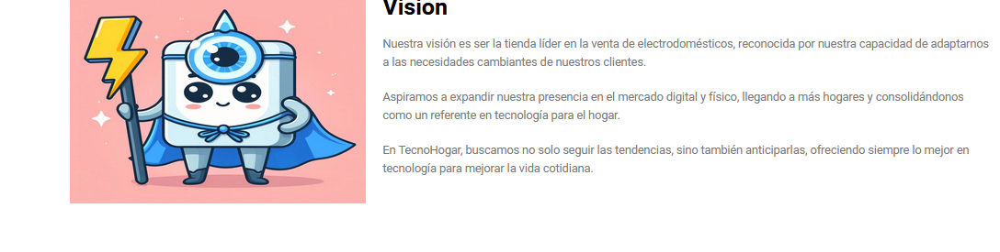 Vision
Nuestra visión es ser la tienda líder en la venta de electrodomésticos, reconocida por nuestra capacidad de adaptarnos
a las necesidades cambiantes de nuestros clientes.
Aspiramos a expandir nuestra presencia en el mercado digital y físico, llegando a más hogares y consolidándonos
como un referente en tecnología para el hogar.
En TecnoHogar, buscamos no solo seguir las tendencias, sino también anticiparlas, ofreciendo siempre lo mejor en
tecnología para mejorar la vida cotidiana.